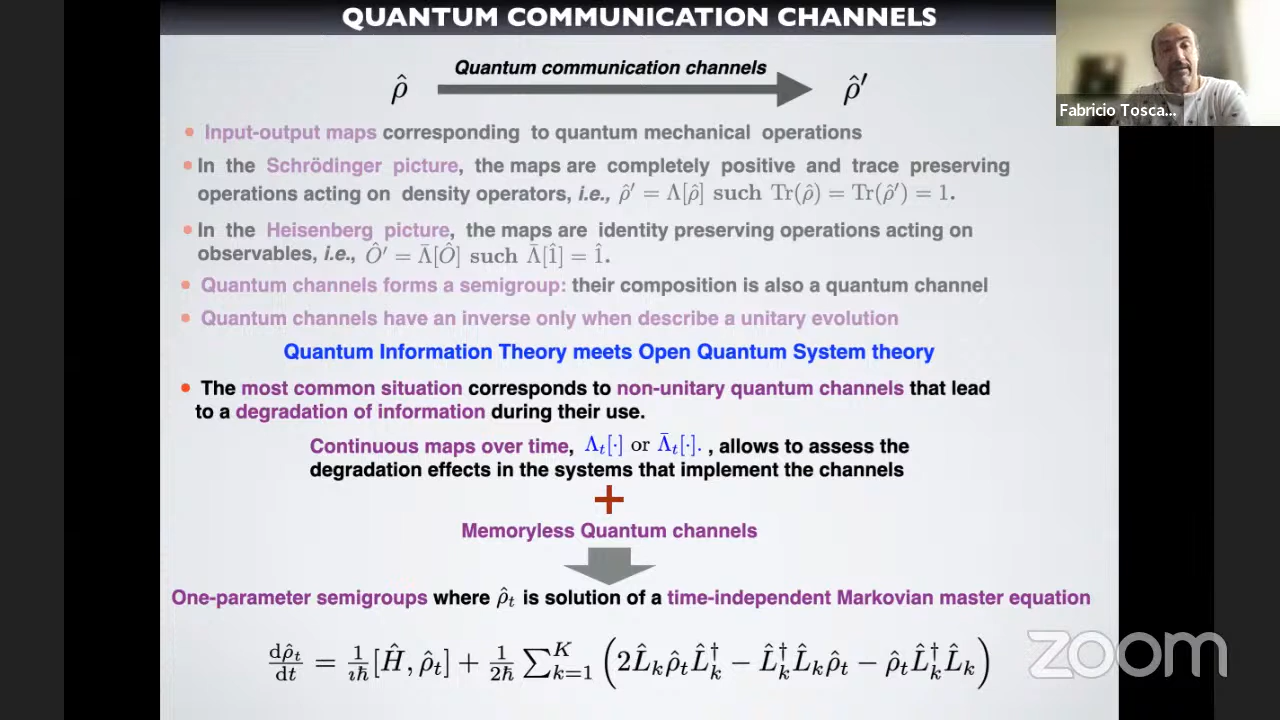 QUANTUM COMMUNICATION CHANNELS
Quantum communication channels
ρ̂ ρ̂′
Fabricio Tosca...
• Input-output maps corresponding to quantum mechanical operations
• In the Schrödinger picture, the maps are completely positive and trace preserving
operations acting on density operators, i.e., ρ̂′ = Λ[ρ̂] such Tr(ρ̂) = Tr(ρ̂′) = 1.
• In the Heisenberg picture, the maps are identity preserving operations acting on
observables, i.e., Ô′ = Λ̄[Ô] such Λ̄[1̂] = 1̂.
• Quantum channels forms a semigroup: their composition is also a quantum channel
• Quantum channels have an inverse only when describe a unitary evolution
Quantum Information Theory meets Open Quantum System theory
• The most common situation corresponds to non-unitary quantum channels that lead
to a degradation of information during their use.
Continuous maps over time, Λₜ[·] or Λ̄ₜ[·]. , allows to assess the
degradation effects in the systems that implement the channels
+
Memoryless Quantum channels
One-parameter semigroups where ρ̂ₜ is solution of a time-independent Markovian master equation
dρ̂ₜ/dt = 1/(ıħ) [Ĥ, ρ̂ₜ] + 1/(2ħ) ∑ᴷₖ₌₁ (2L̂ₖρ̂ₜL̂ₖ† − L̂ₖ†L̂ₖρ̂ₜ − ρ̂ₜL̂ₖ†L̂ₖ)
zoom